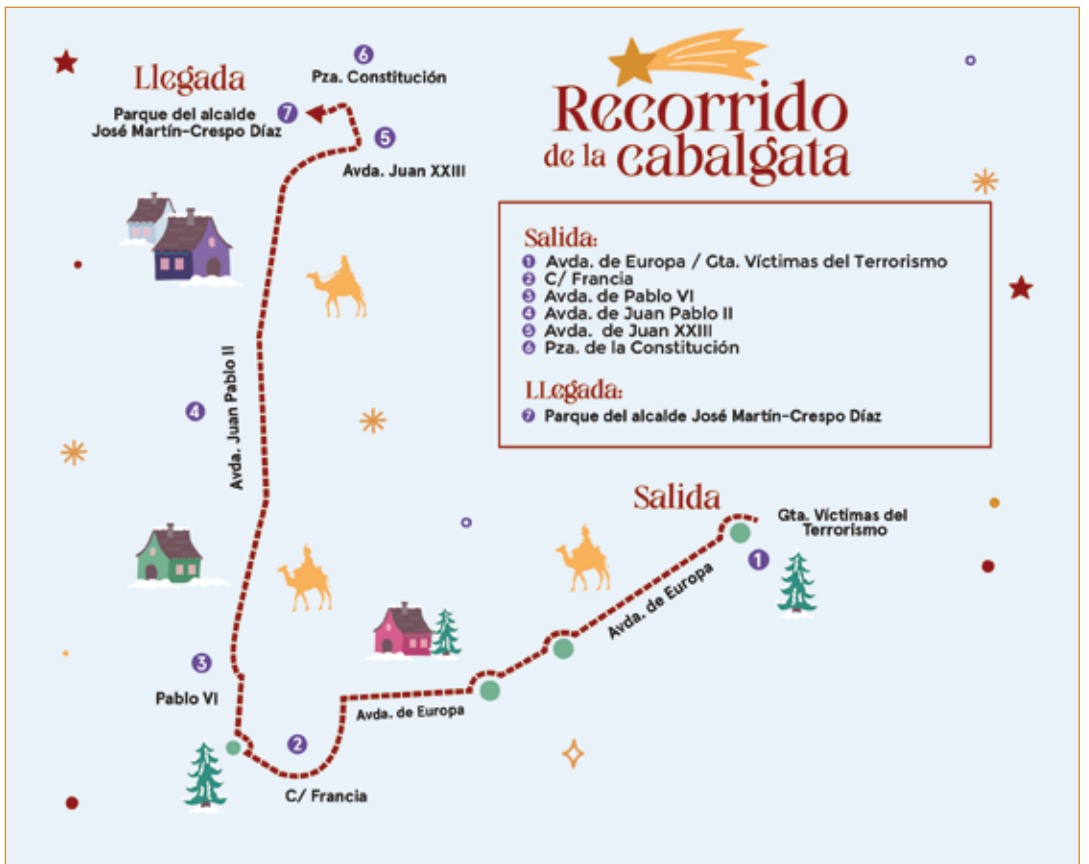 Recorrido
de la cabalgata
Salida:
1 Avda. de Europa / Gta. Víctimas del Terrorismo
2 C/ Francia
3 Avda. de Pablo VI
4 Avda. de Juan Pablo II
5 Avda. de Juan XXIII
6 Pza. de la Constitución
LLegada:
7 Parque del alcalde José Martín-Crespo Díaz
Llegada
Parque del alcalde
José Martín-Crespo Díaz
7
6
Pza. Constitución
5
Avda. Juan XXIII
4
Avda. Juan Pablo II
3
Pablo VI
2
C/ Francia
Avda. de Europa
Avda. de Europa
Salida
Gta. Víctimas del
Terrorismo
1